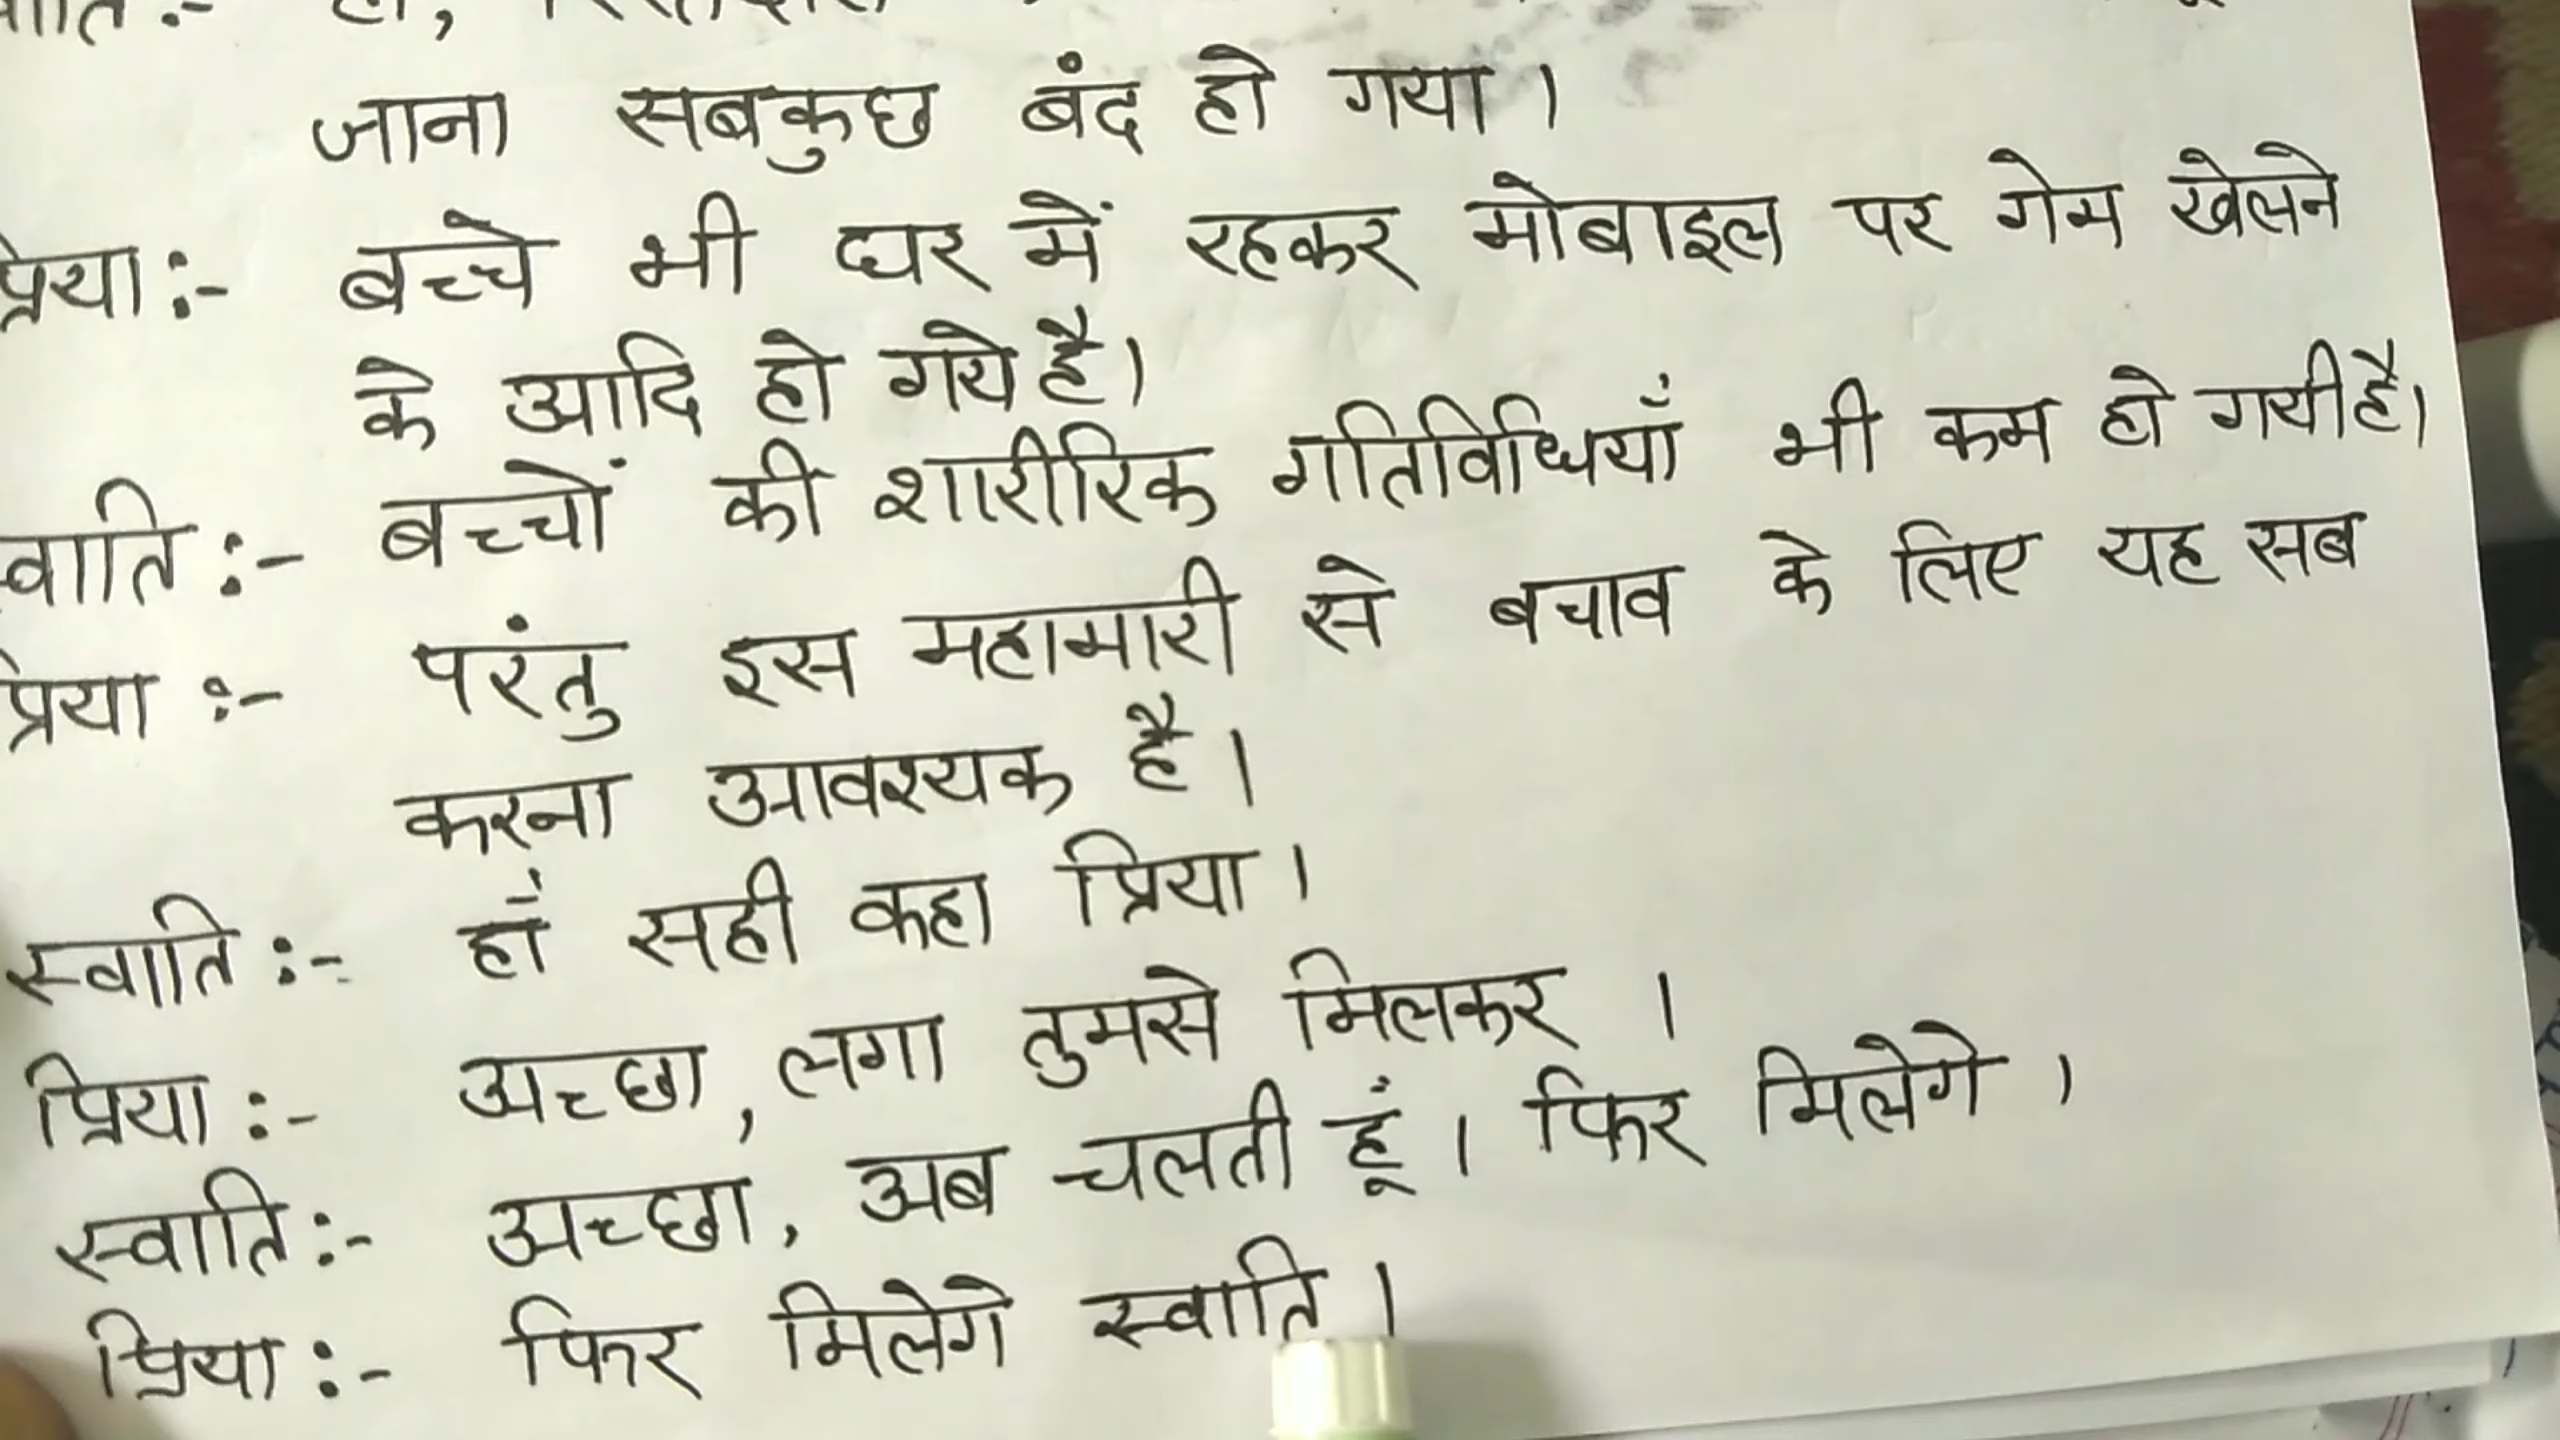 हाँ,
जाना सबकुछ बंद हो गया।
प्रिया:- बच्चे भी घर में रहकर मोबाइल पर गेम खेलने
के आदि हो गये है।
स्वाति:- बच्चों की शारीरिक गतिविधियाँ भी कम हो गयी है।
प्रिया:- परंतु इस महामारी से बचाव के लिए यह सब
करना आवश्यक है।
स्वाति:- हाँ सही कहा प्रिया।
प्रिया:- अच्छा, लगा तुमसे मिलकर।
स्वाति:- अच्छा, अब चलती हूं। फिर मिलेगे।
प्रिया:- फिर मिलेगे स्वाति।